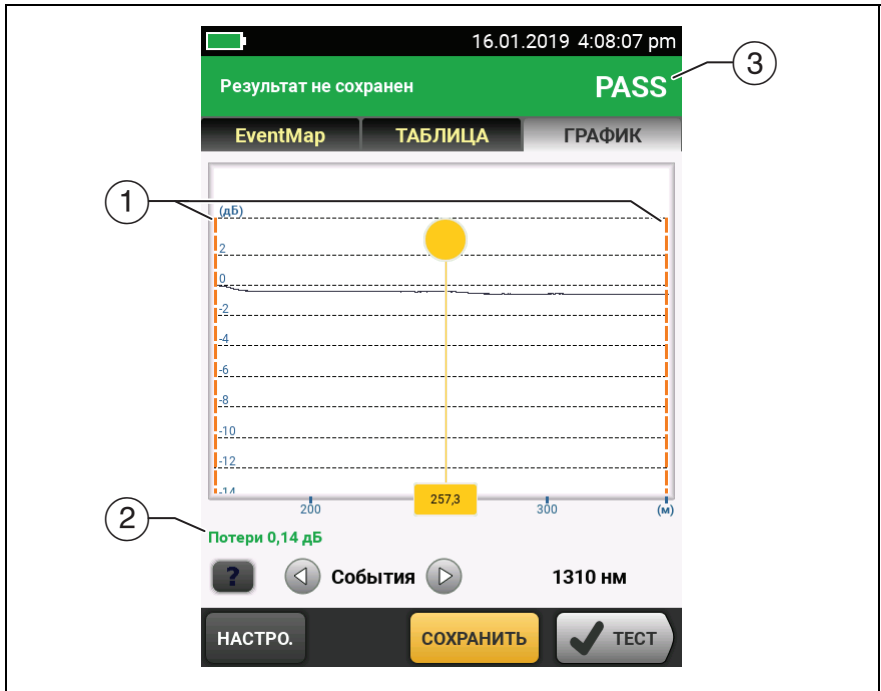 16.01.2019 4:08:07 pm
Результат не сохранен PASS
3
EventMap ТАБЛИЦА ГРАФИК
1
(дБ)
2
0
-2
-4
-6
-8
-10
-12
-14
200 257,3 300 (м)
2
Потери 0,14 дБ
? События 1310 нм
НАСТРО. СОХРАНИТЬ ТЕСТ